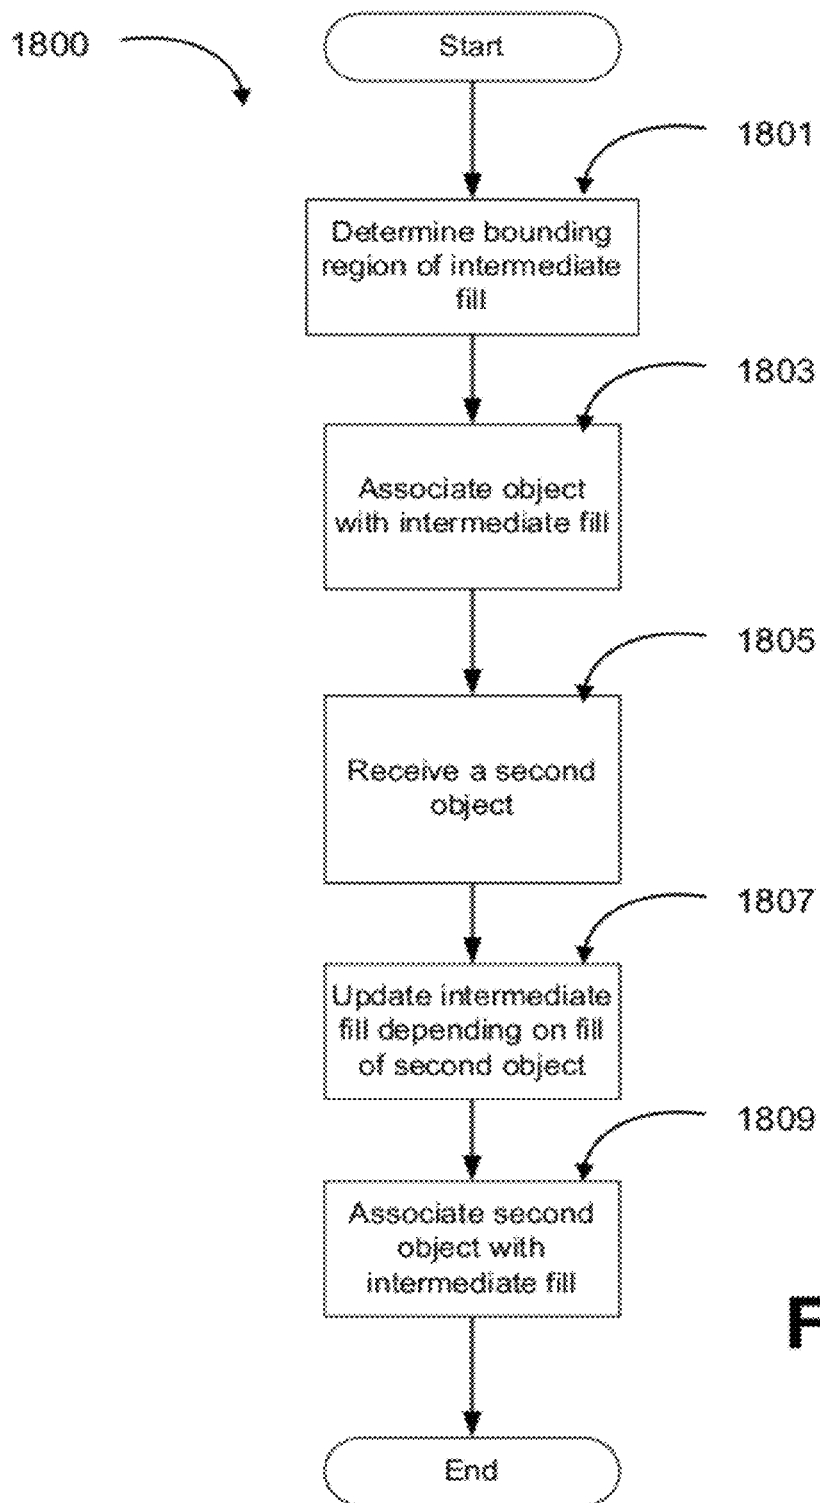 1800
Start
1801
Determine bounding
region of intermediate
fill
1803
Associate object
with intermediate fill
1805
Receive a second
object
1807
Update intermediate
fill depending on fill
of second object
1809
Associate second
object with
intermediate fill
F
End